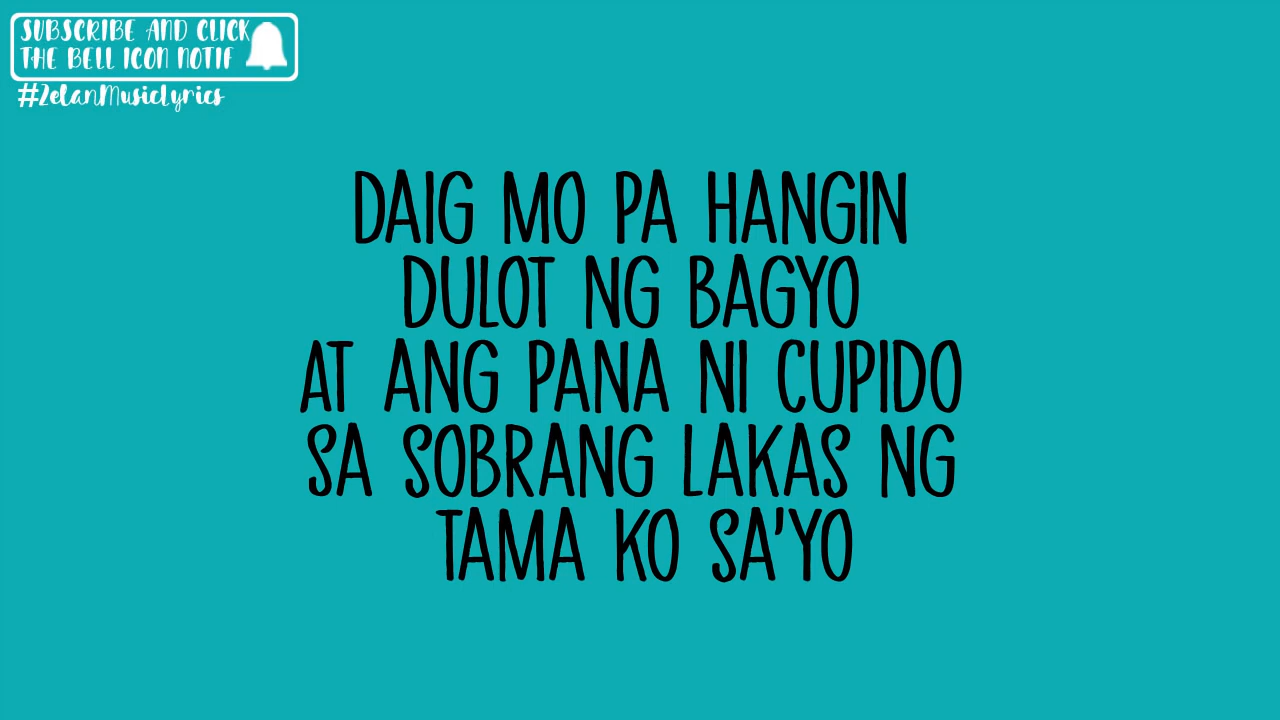 SUBSCRIBE AND CLICK
THE BELL ICON NOTIF
#ZelanMusicLyrics
DAIG MO PA HANGIN
DULOT NG BAGYO
AT ANG PANA NI CUPIDO
SA SOBRANG LAKAS NG
TAMA KO SA'YO